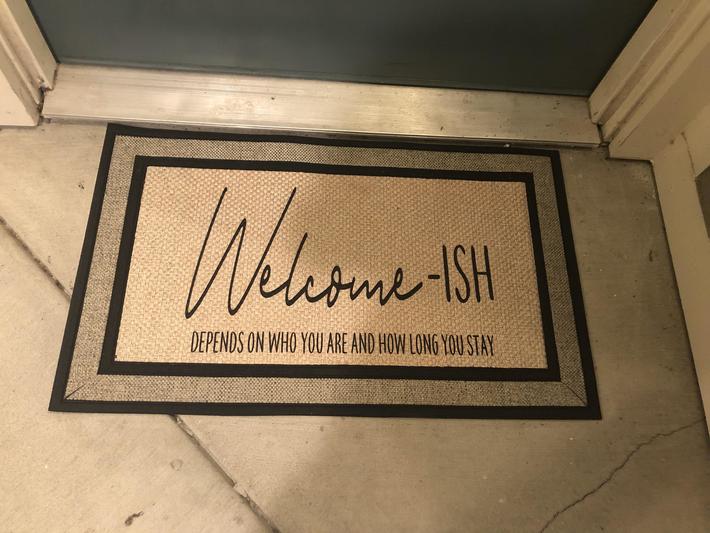 Welcome-ISH
DEPENDS ON WHO YOU ARE AND HOW LONG YOU STAY